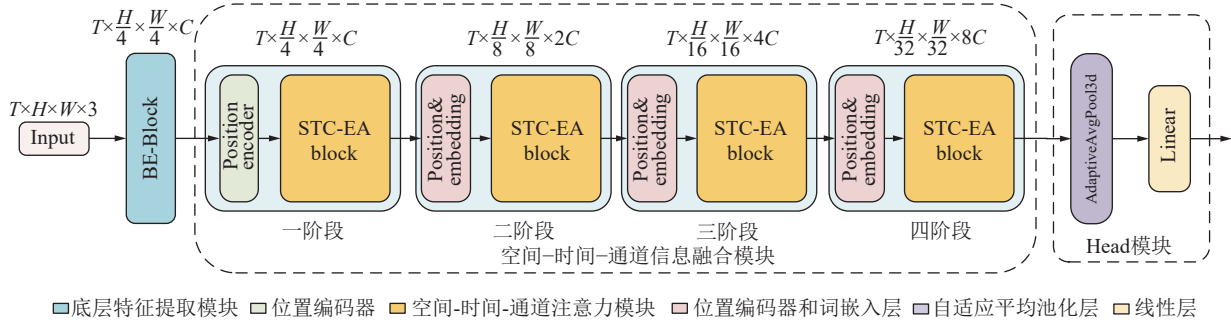 T×H/4×W/4×C
T×H/4×W/4×C
T×H/8×W/8×2C
T×H/16×W/16×4C
T×H/32×W/32×8C
T×H×W×3
Input
BE-Block
Position encoder
STC-EA
block
Position& embedding
STC-EA
block
Position& embedding
STC-EA
block
Position& embedding
STC-EA
block
AdaptiveAvgPool3d
Linear
一阶段
二阶段
三阶段
四阶段
空间−时间−通道信息融合模块
Head模块
底层特征提取模块
位置编码器
空间-时间-通道注意力模块
位置编码器和词嵌入层
自适应平均池化层
线性层